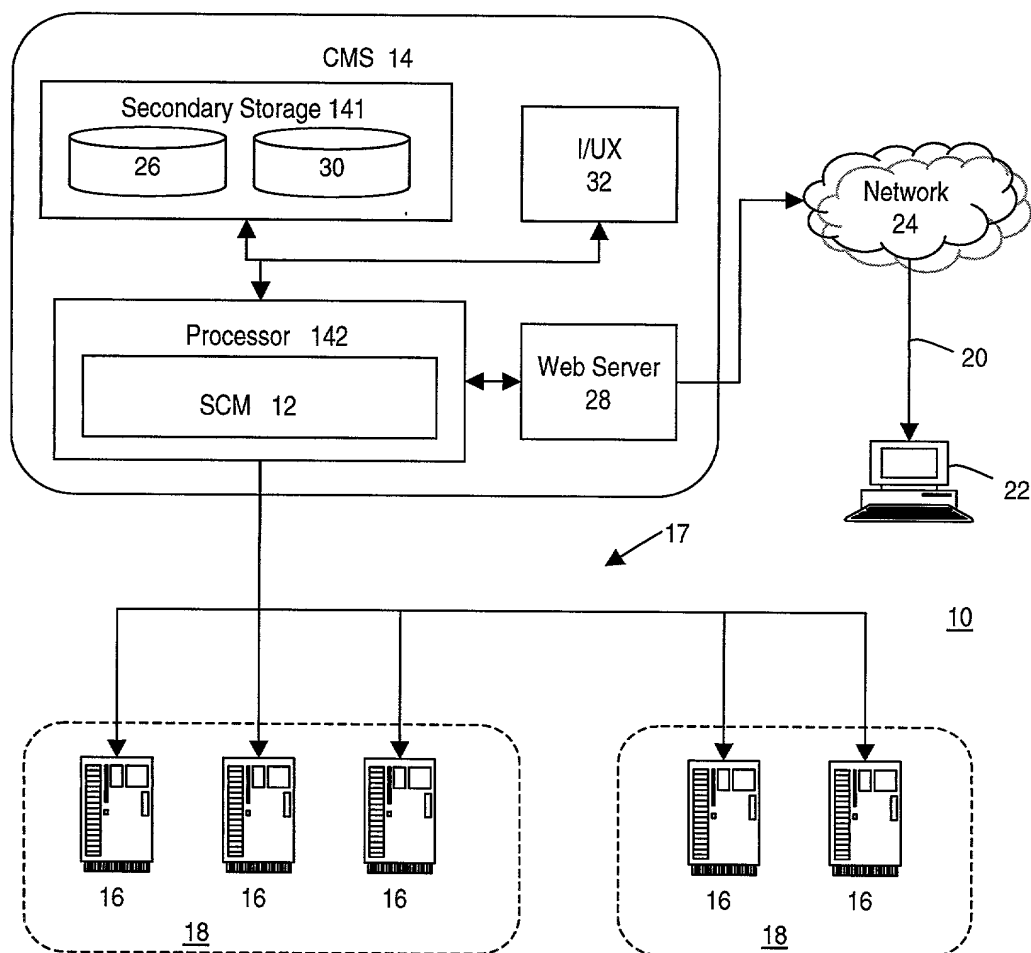 CMS 14
Secondary Storage 141
26
30
I/UX
32
Network
24
Processor 142
SCM 12
Web Server
28
20
22
17
10
16
16
16
18
16
16
18